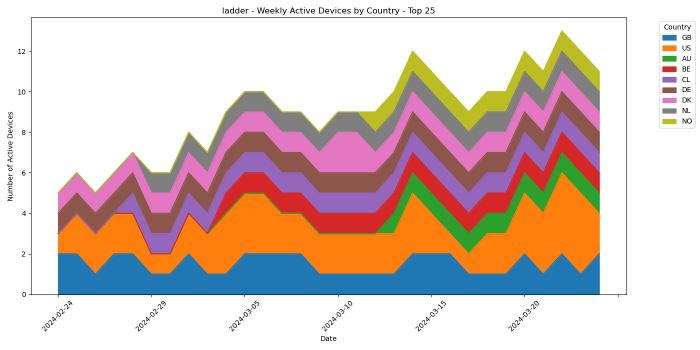 ladder - Weekly Active Devices by Country - Top 25
Number of Active Devices
12
10
8
6
4
2
0
2024-02-24
2024-02-29
2024-03-05
2024-03-10
2024-03-15
2024-03-20
Date
Country
GB
US
AU
BE
CL
DE
DK
NL
NO